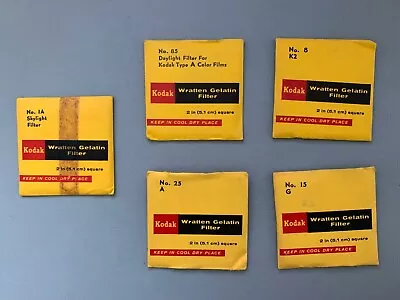 No. 1A
Skylight
Filter
Kodak
Wratten Gelatin
Filter
2 in (5.1 cm) square
KEEP IN COOL DRY PLACE
No. 85
Daylight Filter For
Kodak Type A Color Films
Kodak
Wratten Gelatin
Filter
2 in (5.1 cm) square
KEEP IN COOL DRY PLACE
No. 8
K2
Kodak
Wratten Gelatin
Filter
2 in (5.1 cm) square
KEEP IN COOL DRY PLACE
No. 25
A
Kodak
Wratten Gelatin
Filter
2 in (5.1 cm) square
KEEP IN COOL DRY PLACE
No. 15
G
Kodak
Wratten Gelatin
Filter
2 in (5.1 cm) square
KEEP IN COOL DRY PLACE